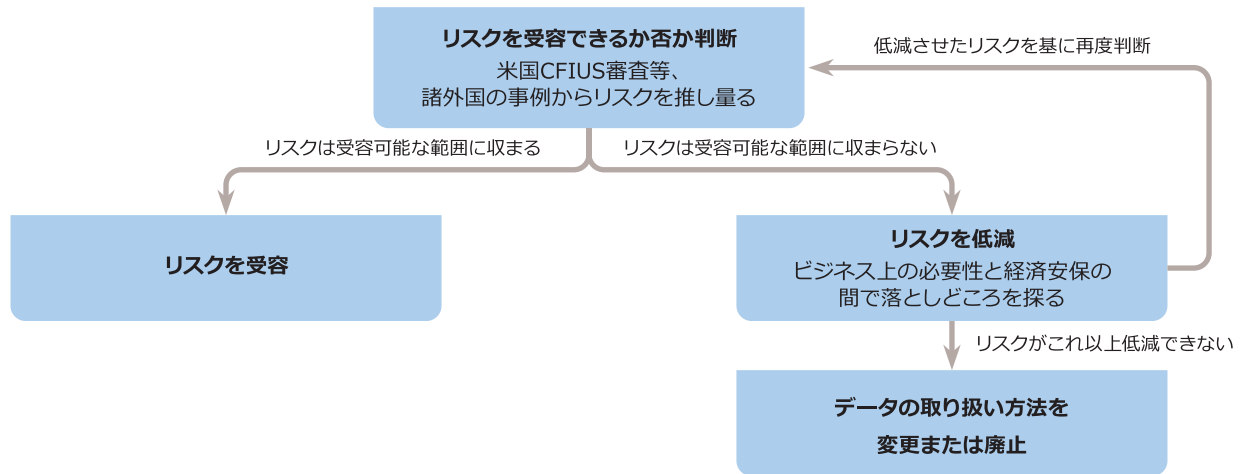 リスクを受容できるか否か判断
米国CFIUS審査等、
諸外国の事例からリスクを推し量る
低減させたリスクを基に再度判断
リスクは受容可能な範囲に収まる
リスクは受容可能な範囲に収まらない
リスクを受容
リスクを低減
ビジネス上の必要性と経済安保の
間で落としどころを探る
リスクがこれ以上低減できない
データの取り扱い方法を
変更または廃止